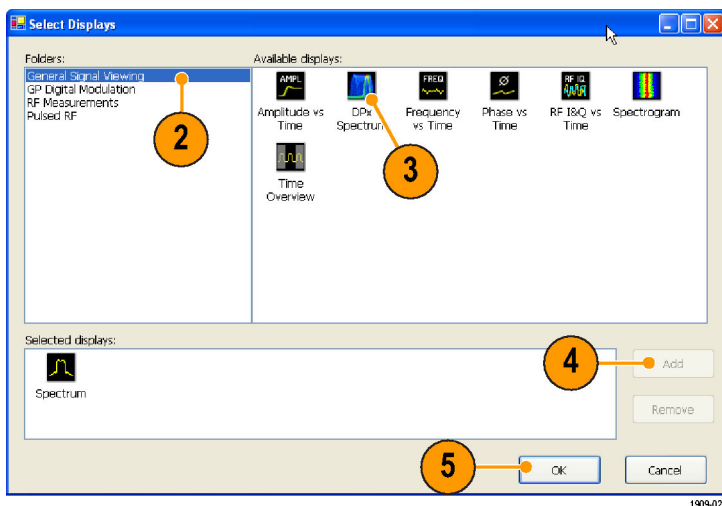 Select Displays
Folders:
General Signal Viewing
GP Digital Modulation
RF Measurements
Pulsed RF
2
Available displays:
AMPL
Amplitude vs
Time
DPx
Spectrum
FREQ
Frequency
vs Time
Ø
Phase vs
Time
RF IQ
RF I&Q vs
Time
Spectrogram
Time
Overview
3
Selected displays:
Spectrum
4
Add
Remove
5
OK
Cancel
1909-02